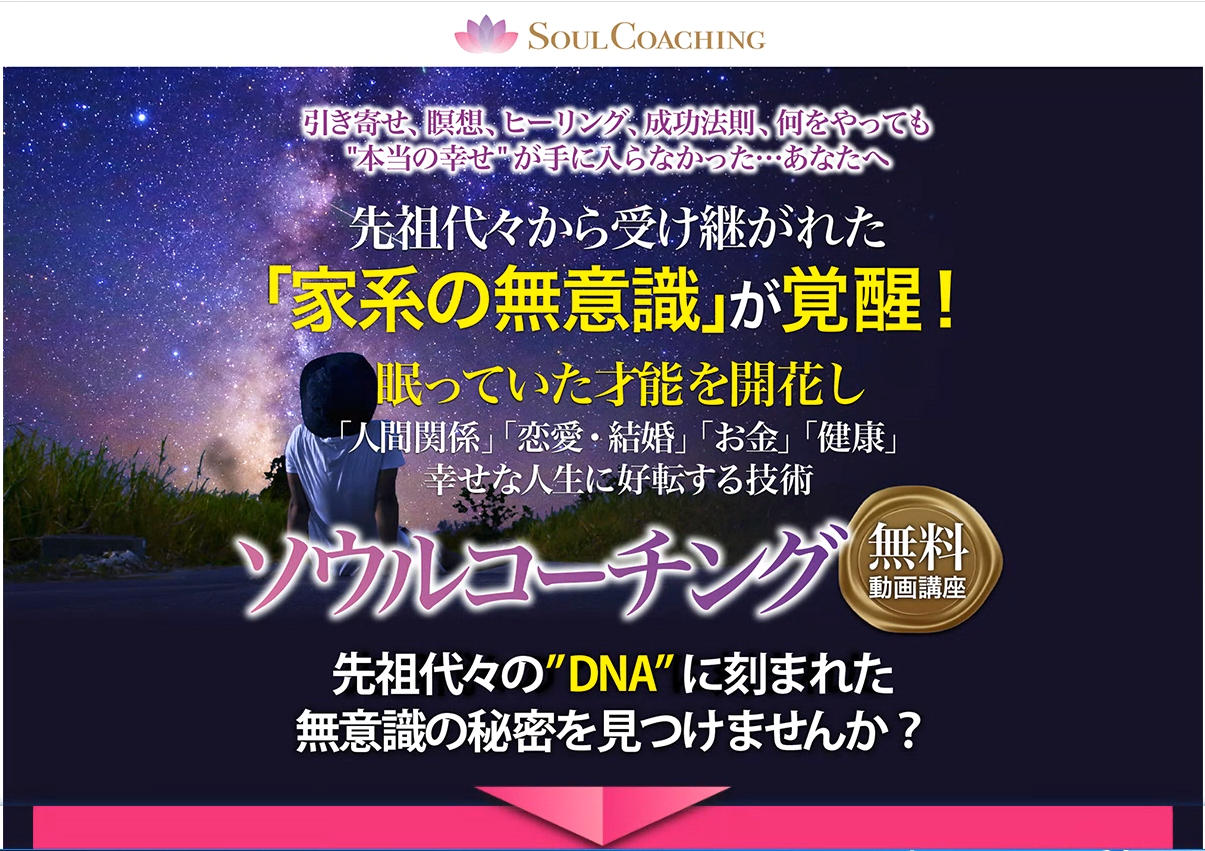 SOUL COACHING
引き寄せ、瞑想、ヒーリング、成功法則、何をやっても
"本当の幸せ"が手に入らなかった…あなたへ
先祖代々から受け継がれた
「家系の無意識」が覚醒！
眠っていた才能を開花し
「人間関係」「恋愛・結婚」「お金」「健康」
幸せな人生に好転する技術
ソウルコーチング
無料
動画講座
先祖代々の”DNA”に刻まれた
無意識の秘密を見つけませんか？